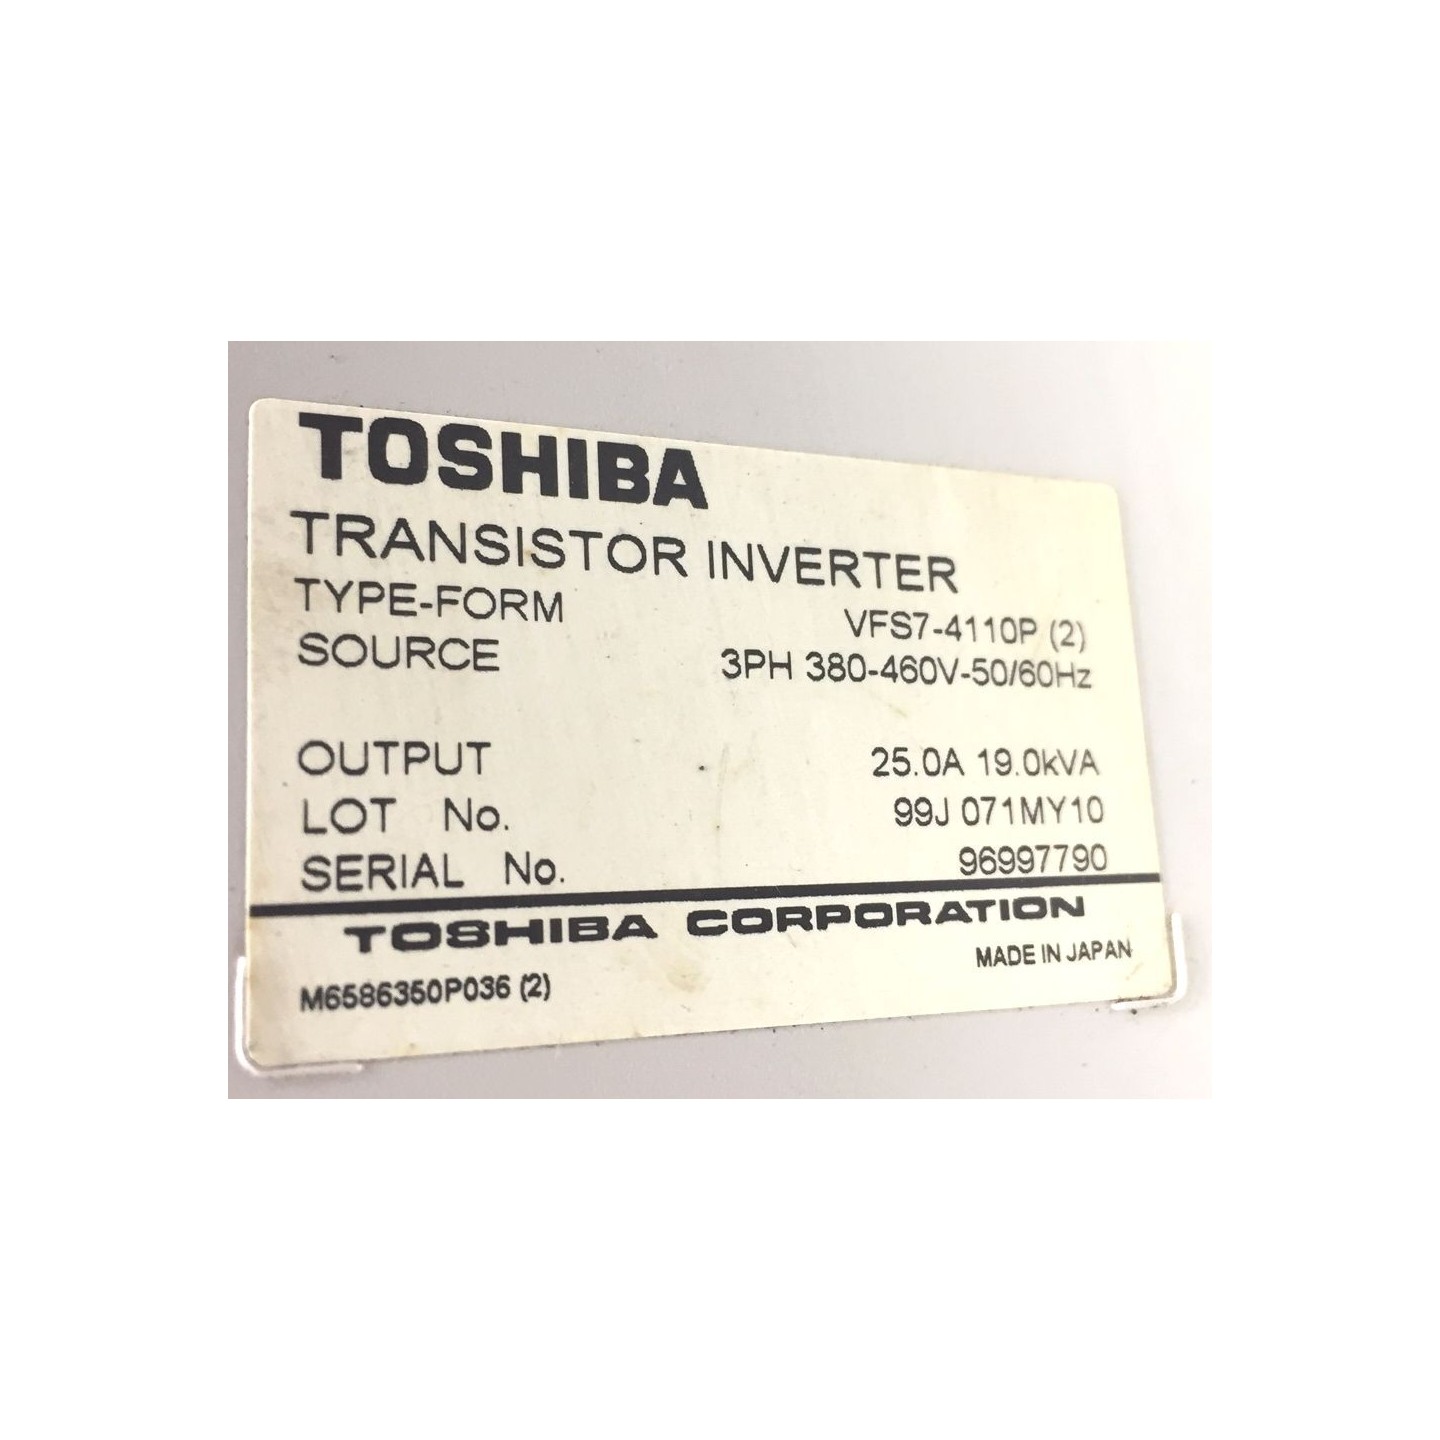 TOSHIBA
TRANSISTOR INVERTER
TYPE-FORM VFS7-4110P (2)
SOURCE 3PH 380-460V-50/60Hz
OUTPUT 25.0A 19.0kVA
LOT No. 99J 071MY10
SERIAL No. 96997790
TOSHIBA CORPORATION
MADE IN JAPAN
M6586350P036 (2)